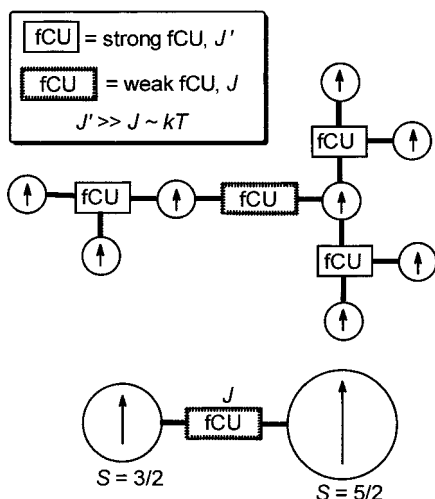 fCU = strong fCU, J'
fCU = weak fCU, J
J' >> J ~ kT
fCU
fCU
fCU
fCU
J
fCU
S = 3/2
S = 5/2